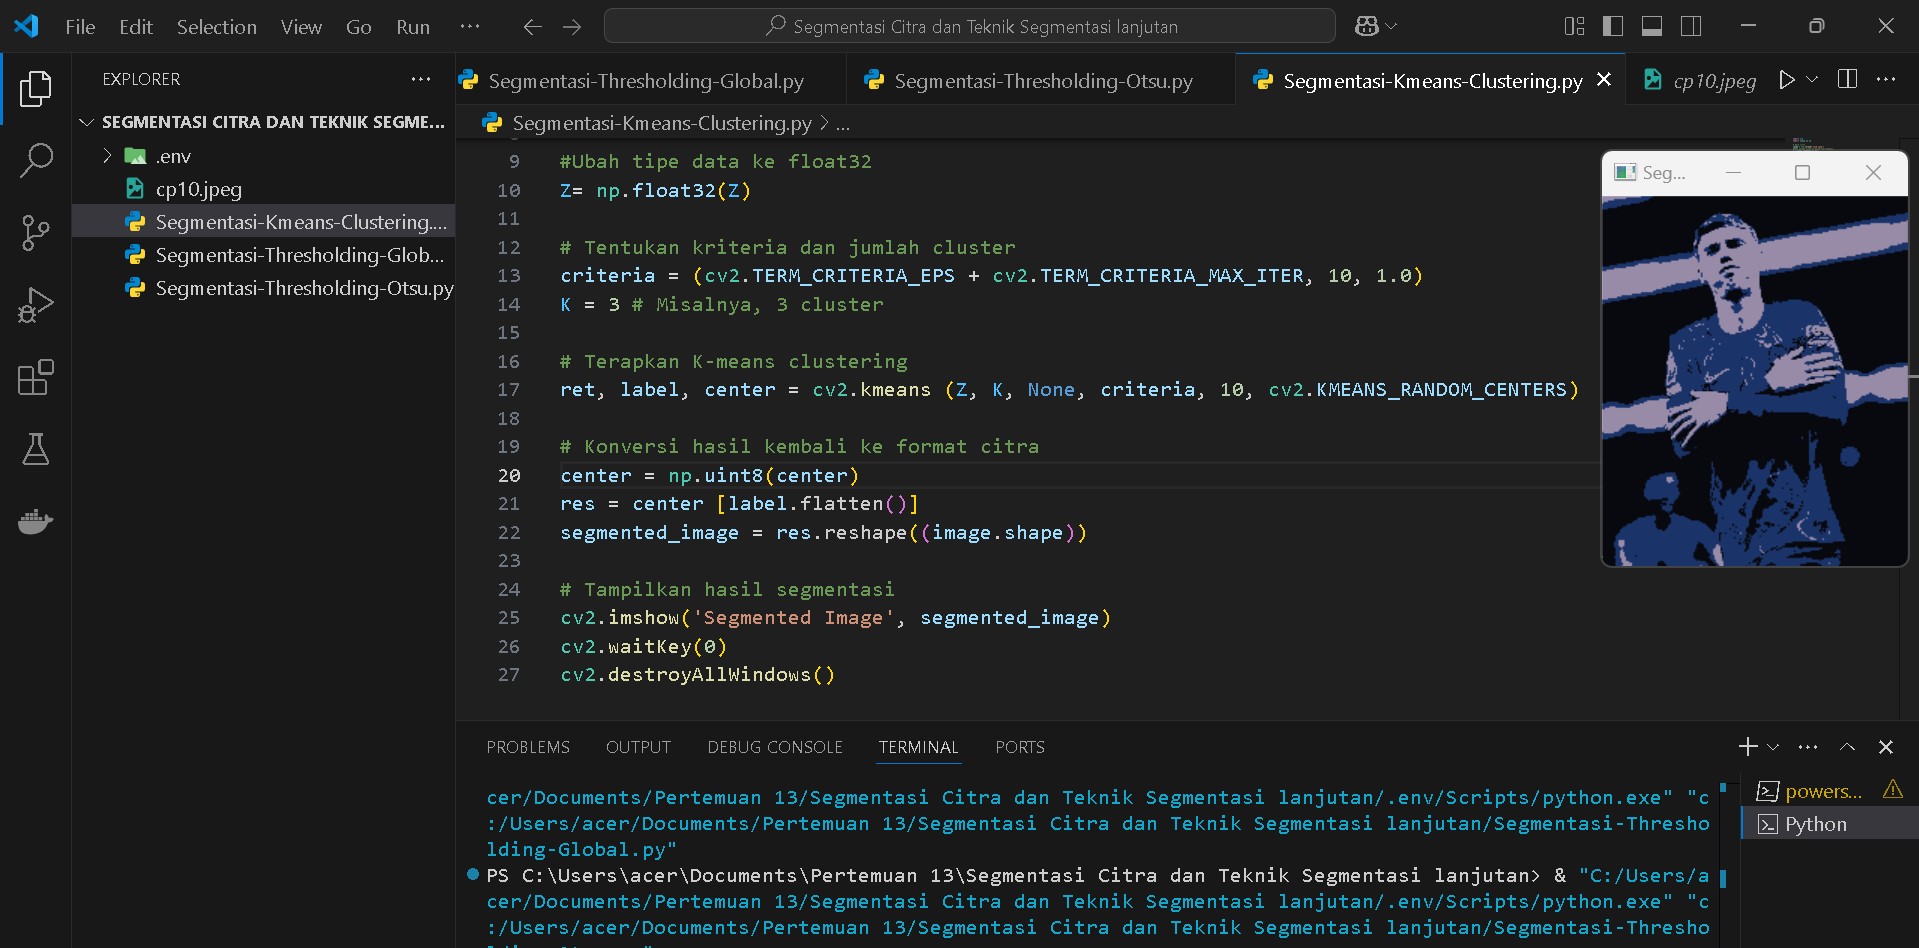 File Edit Selection View Go Run ...
Segmentasi Citra dan Teknik Segmentasi lanjutan
EXPLORER
SEGMENTASI CITRA DAN TEKNIK SEGME...
.env
cp10.jpeg
Segmentasi-Kmeans-Clustering....
Segmentasi-Thresholding-Glob...
Segmentasi-Thresholding-Otsu.py
Segmentasi-Thresholding-Global.py
Segmentasi-Thresholding-Otsu.py
Segmentasi-Kmeans-Clustering.py
cp10.jpeg
Segmentasi-Kmeans-Clustering.py > ...
9 #Ubah tipe data ke float32
10 Z= np.float32(Z)
11
12 # Tentukan kriteria dan jumlah cluster
13 criteria = (cv2.TERM_CRITERIA_EPS + cv2.TERM_CRITERIA_MAX_ITER, 10, 1.0)
14 K = 3 # Misalnya, 3 cluster
15
16 # Terapkan K-means clustering
17 ret, label, center = cv2.kmeans (Z, K, None, criteria, 10, cv2.KMEANS_RANDOM_CENTERS)
18
19 # Konversi hasil kembali ke format citra
20 center = np.uint8(center)
21 res = center [label.flatten()]
22 segmented_image = res.reshape((image.shape))
23
24 # Tampilkan hasil segmentasi
25 cv2.imshow('Segmented Image', segmented_image)
26 cv2.waitKey(0)
27 cv2.destroyAllWindows()
Seg...
PROBLEMS OUTPUT DEBUG CONSOLE TERMINAL PORTS
cer/Documents/Pertemuan 13/Segmentasi Citra dan Teknik Segmentasi lanjutan/.env/Scripts/python.exe" "c
:/Users/acer/Documents/Pertemuan 13/Segmentasi Citra dan Teknik Segmentasi lanjutan/Segmentasi-Thresho
lding-Global.py"
PS C:\Users\acer\Documents\Pertemuan 13\Segmentasi Citra dan Teknik Segmentasi lanjutan> & "C:/Users/a
cer/Documents/Pertemuan 13/Segmentasi Citra dan Teknik Segmentasi lanjutan/.env/Scripts/python.exe" "c
:/Users/acer/Documents/Pertemuan 13/Segmentasi Citra dan Teknik Segmentasi lanjutan/Segmentasi-Thresho
powers...
Python